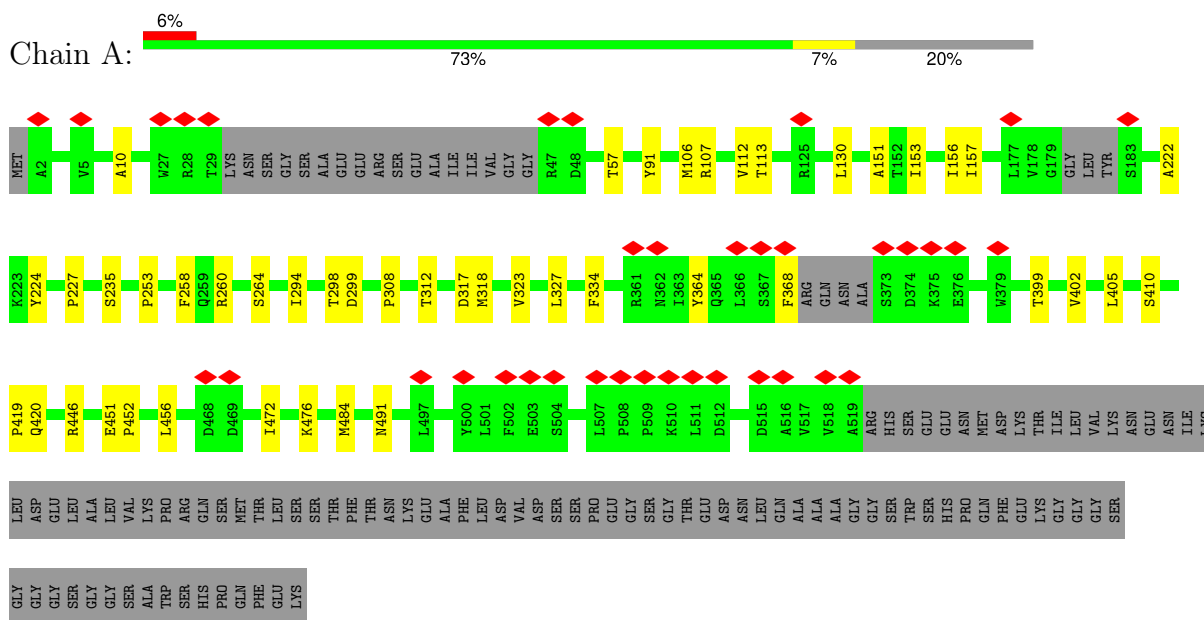 6%
Chain A:
73% 7% 20%
MET A2 V5 A10 W27 R28 T29 LYS ASN SER GLY SER ALA GLU GLU ARG SER GLU ALA ILE ILE VAL GLY GLY R47 D48 T57 Y91 M106 R107 V112 T113 R125 L130 A151 T152 I153 I156 I157 L177 V178 G179 GLY LEU TYR S183 A222
K223 Y224 P227 S235 P253 F258 Q259 R260 S264 I294 T298 D299 P308 T312 D317 M318 V323 L327 F334 R361 N362 I363 Y364 Q365 L366 S367 F368 ARG GLN ASN ALA S373 D374 K375 E376 W379 T399 V402 L405 S410
P419 Q420 R446 E451 P452 L456 D468 D469 I472 K476 M484 N491 L497 Y500 L501 F502 E503 S504 L507 P508 P509 K510 L511 D512 D515 A516 V517 V518 A519 ARG HIS SER GLU GLU ASN MET ASP LYS THR ILE LEU VAL LYS ASN GLU ASN ILE
LEU ASP GLU LEU ALA LEU VAL LYS PRO ARG GLN SER MET THR LEU SER SER THR PHE THR ASN LYS GLU ALA PHE LEU ASP VAL ASP SER SER PRO GLU GLY SER GLY THR GLU ASP ASN LEU GLN ALA ALA ALA GLY GLY SER TRP SER HIS PRO GLN PHE GLU LYS GLY GLY GLY SER
GLY GLY GLY SER GLY GLY SER ALA TRP SER HIS PRO GLN PHE GLU LYS